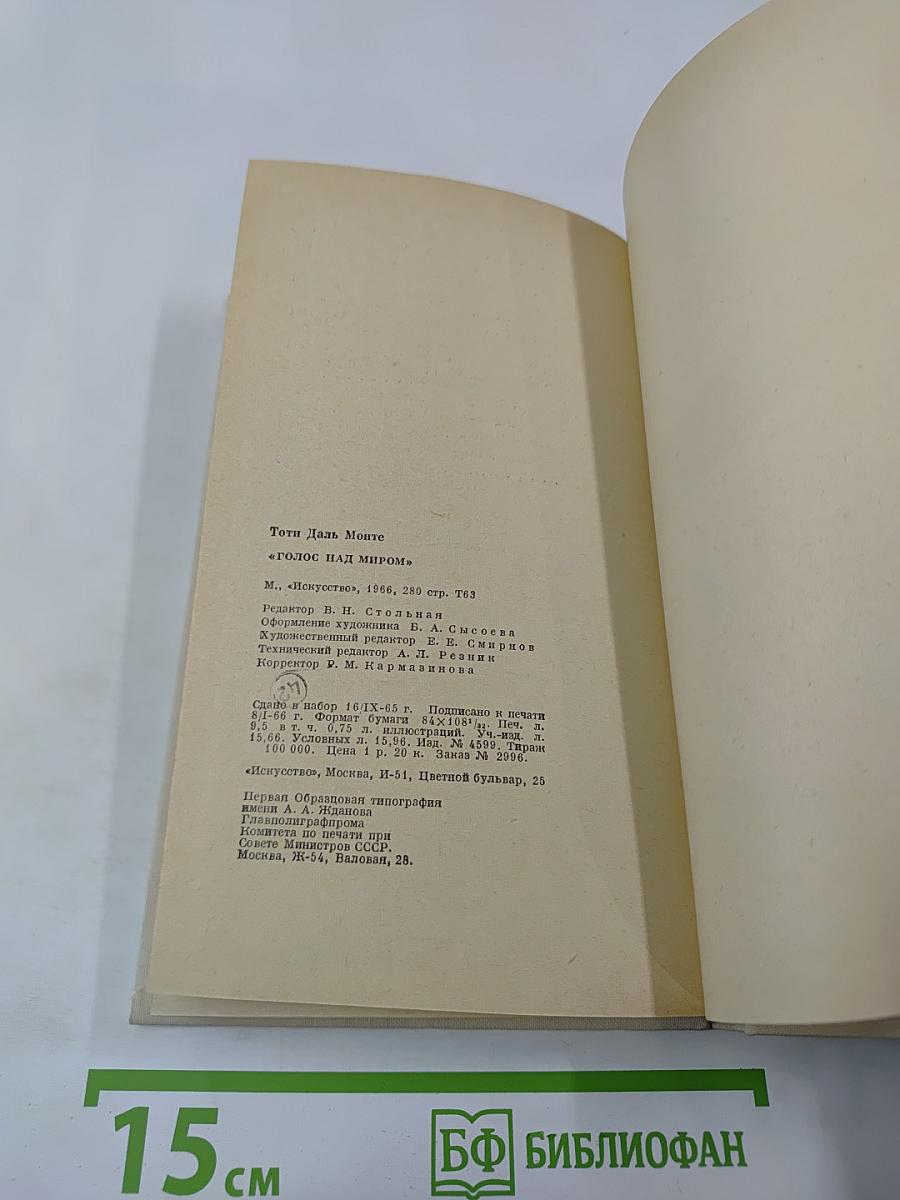 Тоти Даль Монте
«ГОЛОС НАД МИРОМ»
М., «Искусство», 1966, 280 стр. Т63
Редактор В. Н. Стольная
Оформление художника Б. А. Сысоева
Художественный редактор Е. Е. Смирнов
Технический редактор А. Л. Резник
Корректор Р. М. Кармазинова
24
Сдано в набор 16/IX-65 г. Подписано к печати
8/I-66 г. Формат бумаги 84×108¹/₃₂. Печ. л.
9,5 в т. ч. 0,75 л. иллюстраций. Уч.-изд. л.
15,66. Условных л. 15,96. Изд. № 4599. Тираж
100 000. Цена 1 р. 20 к. Заказ № 2996.
«Искусство», Москва, И-51, Цветной бульвар, 25
Первая Образцовая типография
имени А. А. Жданова
Главполиграфпрома
Комитета по печати при
Совете Министров СССР.
Москва, Ж-54, Валовая, 28.
15 см
БФ БИБЛИОФАН